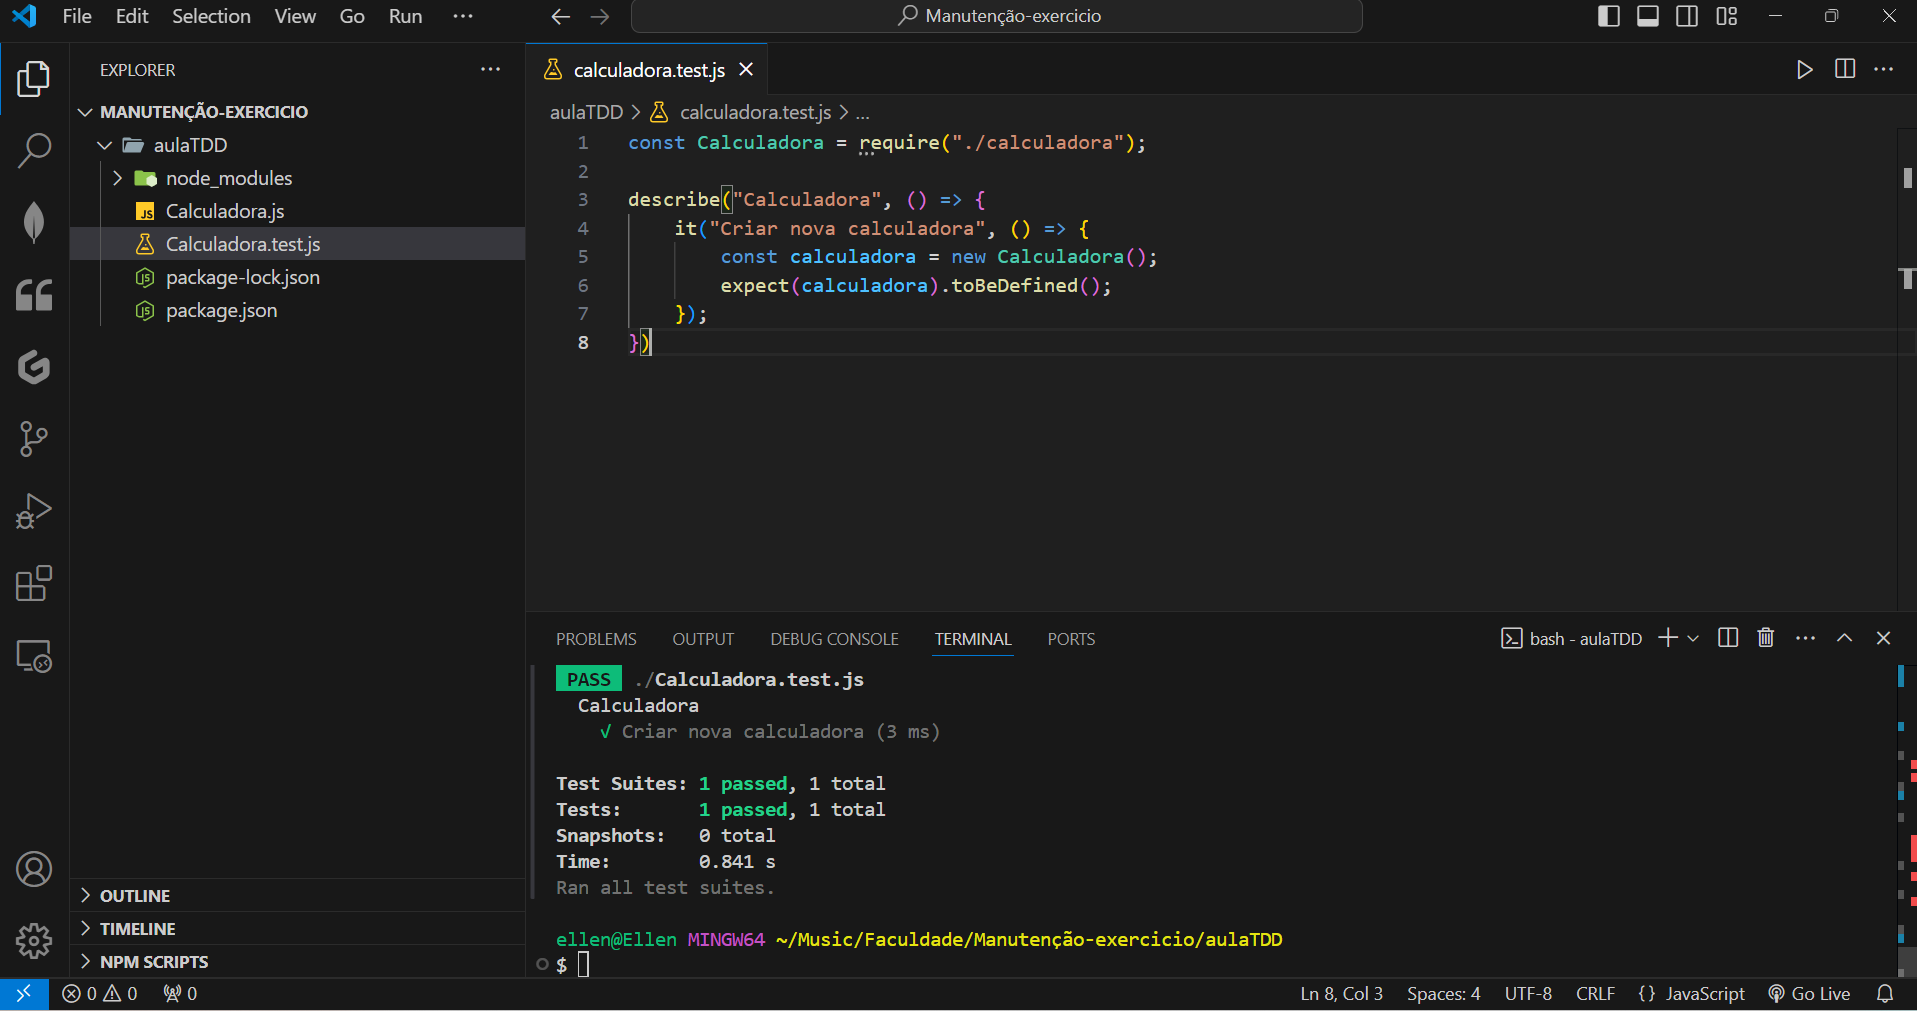 File Edit Selection View Go Run ···
Manutenção-exercicio
EXPLORER
MANUTENÇÃO-EXERCICIO
aulaTDD
node_modules
JS Calculadora.js
Calculadora.test.js
package-lock.json
package.json
OUTLINE
TIMELINE
NPM SCRIPTS
calculadora.test.js
aulaTDD > calculadora.test.js > ...
1 const Calculadora = require("./calculadora");
2
3 describe("Calculadora", () => {
4 it("Criar nova calculadora", () => {
5 const calculadora = new Calculadora();
6 expect(calculadora).toBeDefined();
7 });
8 })
PROBLEMS OUTPUT DEBUG CONSOLE TERMINAL PORTS
bash - aulaTDD
PASS ./Calculadora.test.js
Calculadora
√ Criar nova calculadora (3 ms)
Test Suites: 1 passed, 1 total
Tests: 1 passed, 1 total
Snapshots: 0 total
Time: 0.841 s
Ran all test suites.
ellen@Ellen MINGW64 ~/Music/Faculdade/Manutenção-exercicio/aulaTDD
$
0 0 0
Ln 8, Col 3 Spaces: 4 UTF-8 CRLF {} JavaScript Go Live